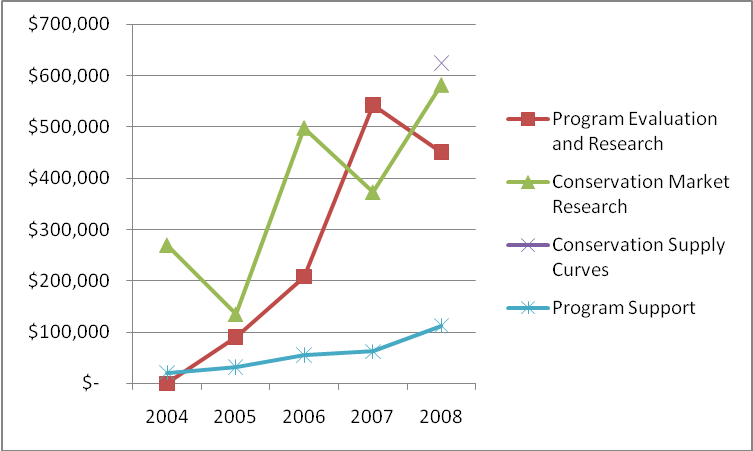 $700,000
$600,000
$500,000
$400,000
$300,000
$200,000
$100,000
$-
2004 2005 2006 2007 2008
Program Evaluation
and Research
Conservation Market
Research
Conservation Supply
Curves
Program Support